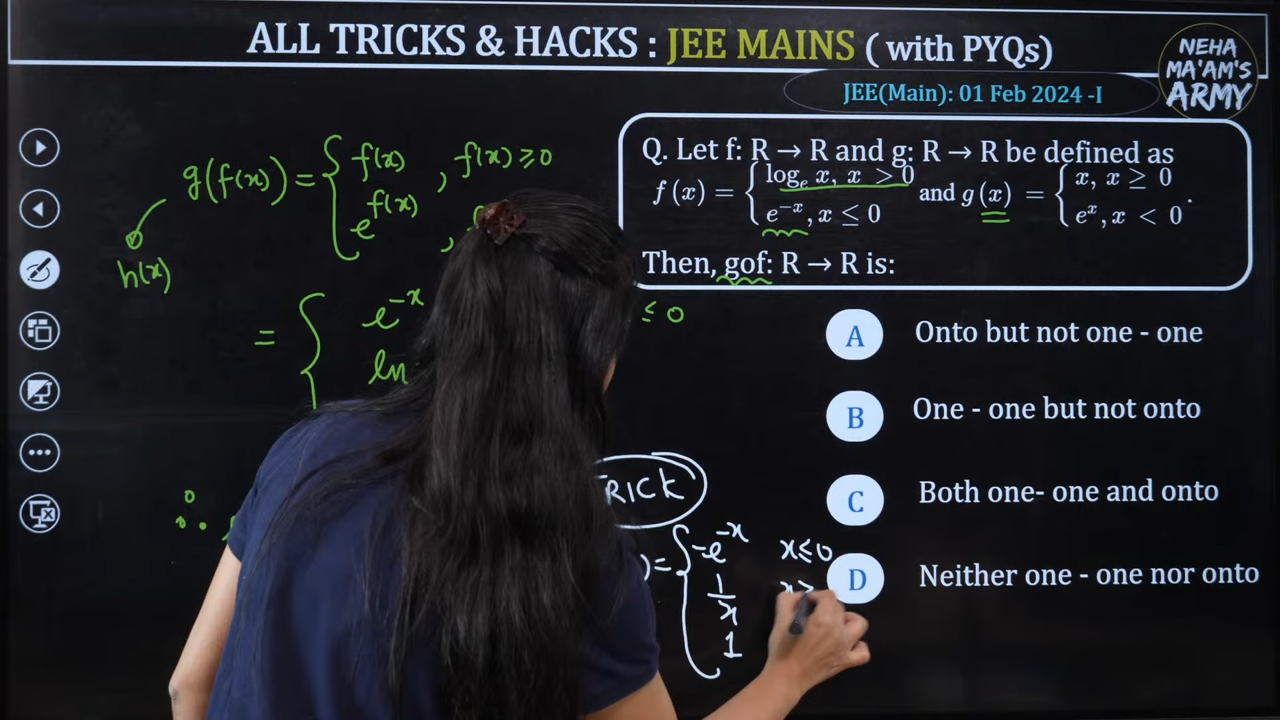 ALL TRICKS & HACKS : JEE MAINS ( with PYQs)
NEHA
MA'AM'S
ARMY
JEE(Main): 01 Feb 2024 -I
Q. Let f: R → R and g: R → R be defined as
f (x) = { logₑ x, x > 0
e⁻ˣ, x ≤ 0
and g (x) = { x, x ≥ 0
eˣ, x < 0 .
Then, gof: R → R is:
A Onto but not one - one
B One - one but not onto
C Both one- one and onto
D Neither one - one nor onto
g(f(x)) = { f(x) , f(x) ≥ 0
e^f(x) ,
h(x)
= { e⁻ˣ
≤ 0
ln
∴
RICK
) = { -e⁻ˣ x ≤ 0
1/x x >
1